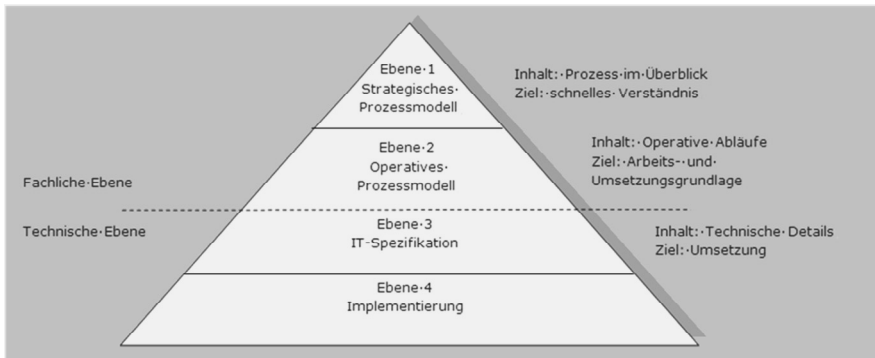 Ebene·1
Strategisches·
Prozessmodell
Inhalt:·Prozess·im·Überblick
Ziel:·schnelles·Verständnis
Ebene·2
Operatives·
Prozessmodell
Inhalt:·Operative·Abläufe
Ziel:·Arbeits-·und·
Umsetzungsgrundlage
Fachliche·Ebene
Technische·Ebene
Ebene·3
IT-Spezifikation
Inhalt:·Technische·Details
Ziel:·Umsetzung
Ebene·4
Implementierung